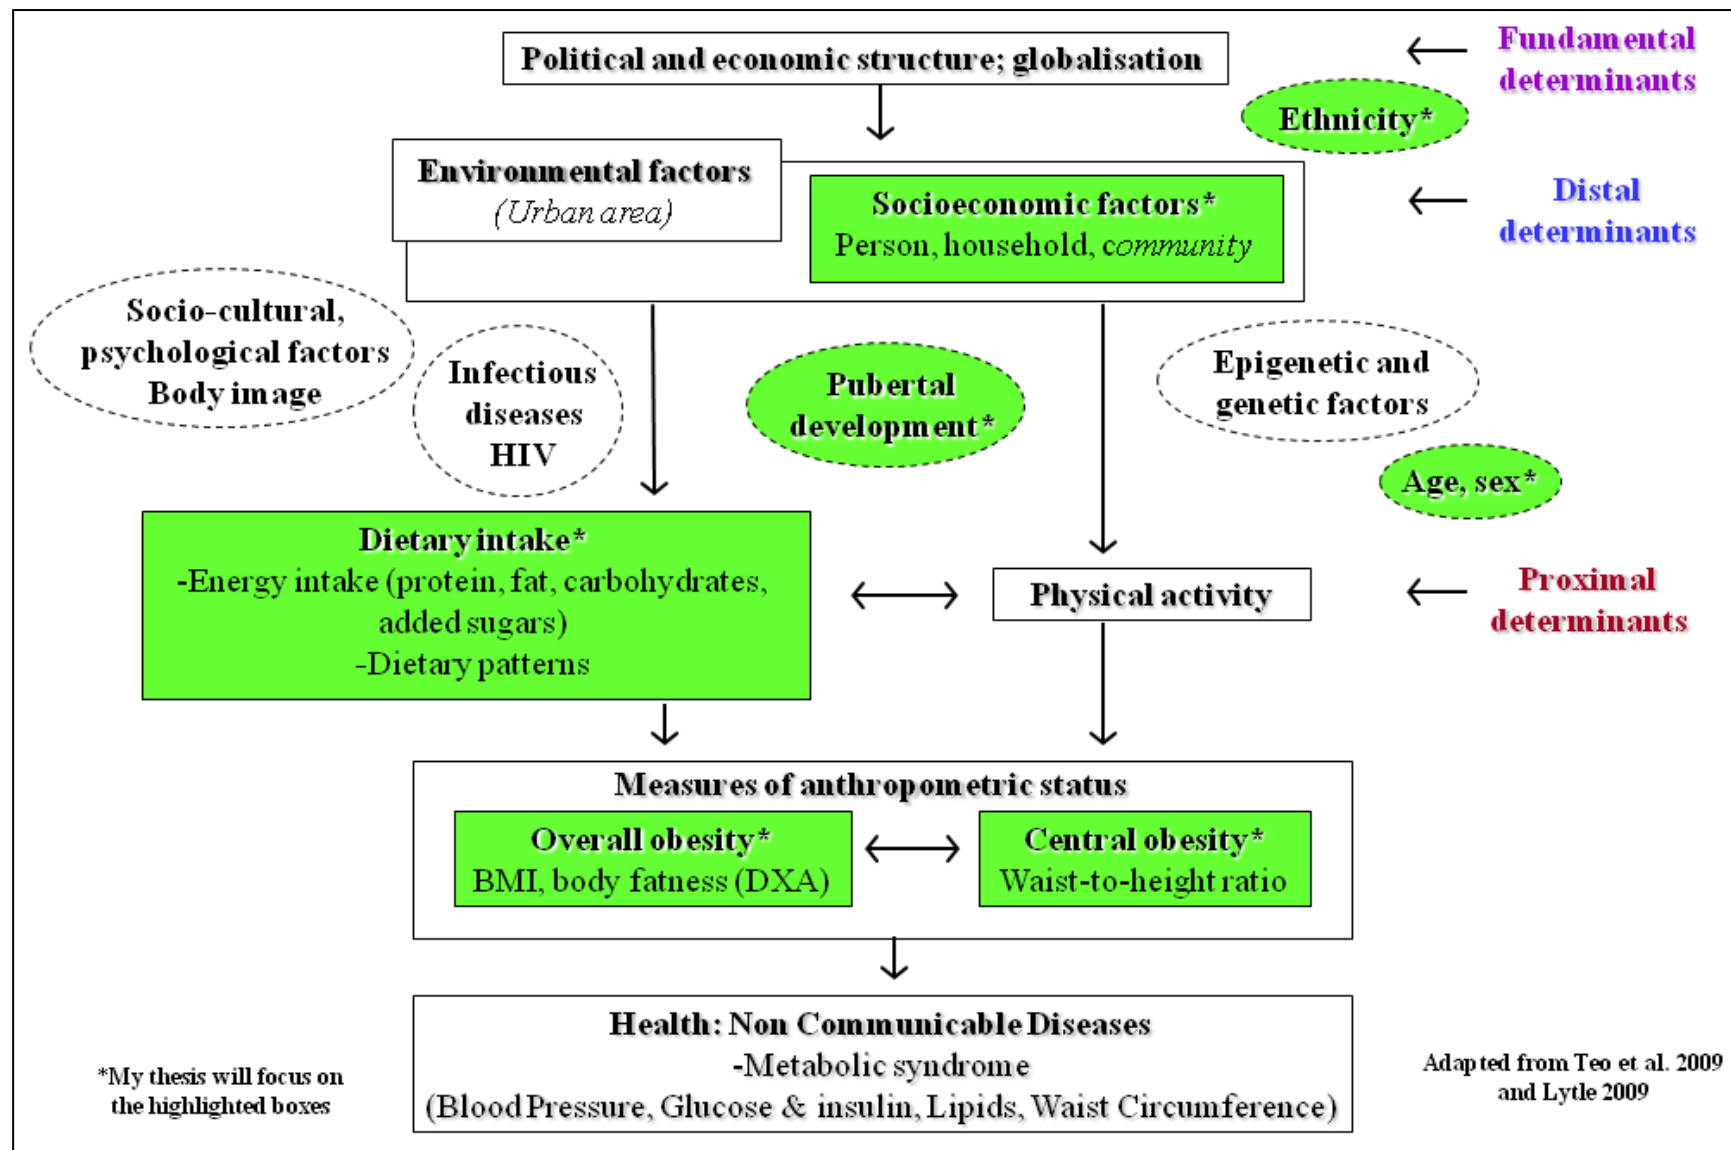 Political and economic structure; globalisation
Fundamental
determinants
Ethnicity*
Environmental factors
(Urban area)
Socioeconomic factors*
Person, household, community
Distal
determinants
Socio-cultural,
psychological factors
Body image
Infectious
diseases
HIV
Pubertal
development*
Epigenetic and
genetic factors
Age, sex*
Dietary intake*
-Energy intake (protein, fat, carbohydrates,
added sugars)
-Dietary patterns
Physical activity
Proximal
determinants
Measures of anthropometric status
Overall obesity*
BMI, body fatness (DXA)
Central obesity*
Waist-to-height ratio
Health: Non Communicable Diseases
-Metabolic syndrome
(Blood Pressure, Glucose & insulin, Lipids, Waist Circumference)
*My thesis will focus on
the highlighted boxes
Adapted from Teo et al. 2009
and Lytle 2009